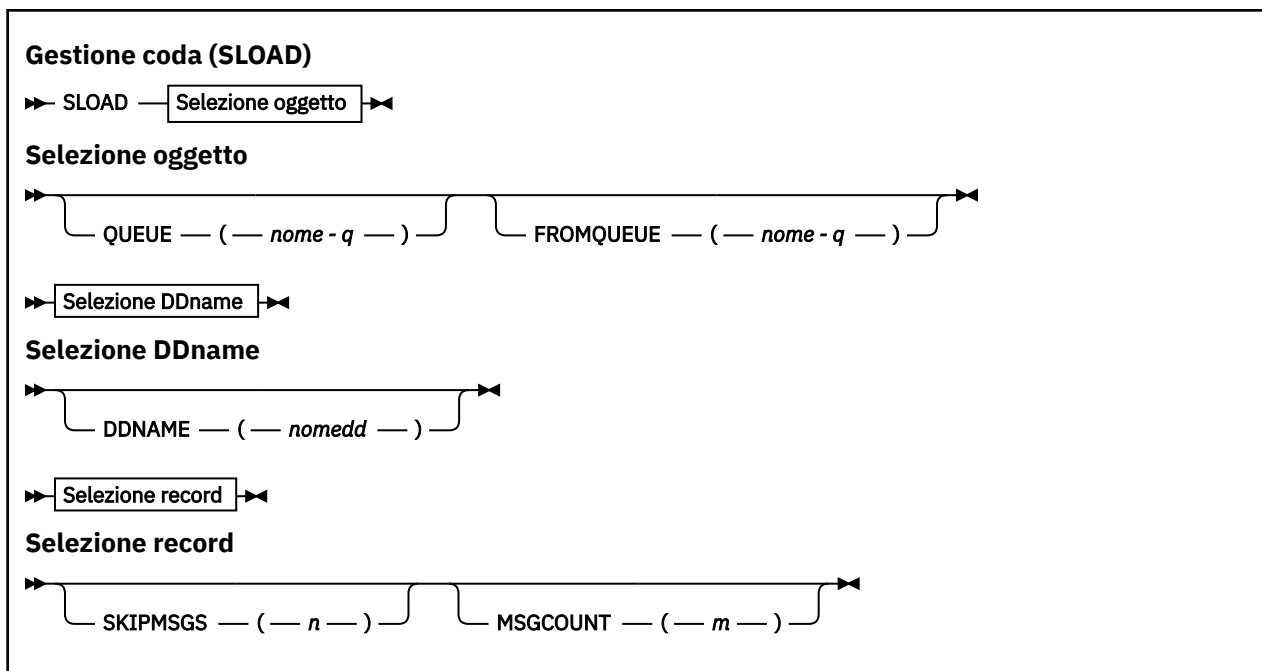 Gestione coda (SLOAD)
SLOAD Selezione oggetto
Selezione oggetto
QUEUE ( nome - q ) FROMQUEUE ( nome - q )
Selezione DDname
Selezione DDname
DDNAME ( nomedd )
Selezione record
Selezione record
SKIPMSGS ( n ) MSGCOUNT ( m )